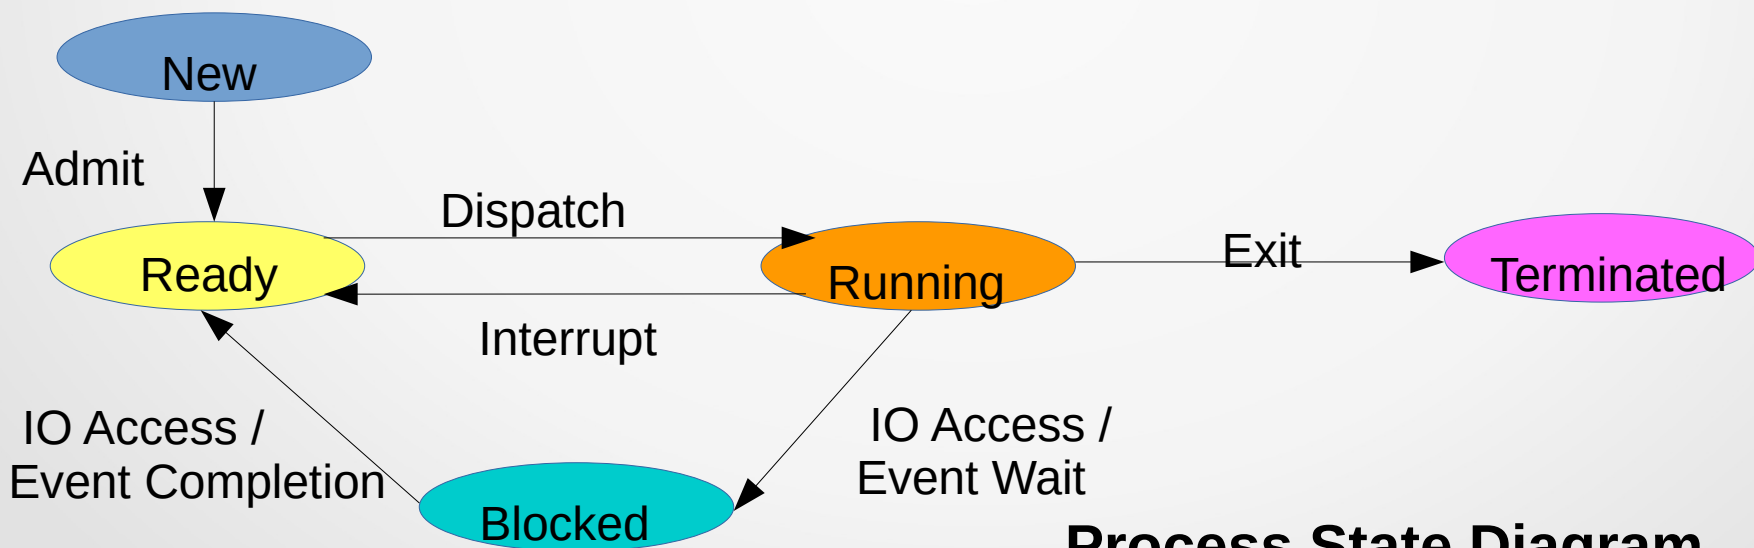 New
Admit
Dispatch
Ready
Running
Exit
Terminated
Interrupt
IO Access /
Event Completion
IO Access /
Event Wait
Blocked
Process State Diagram